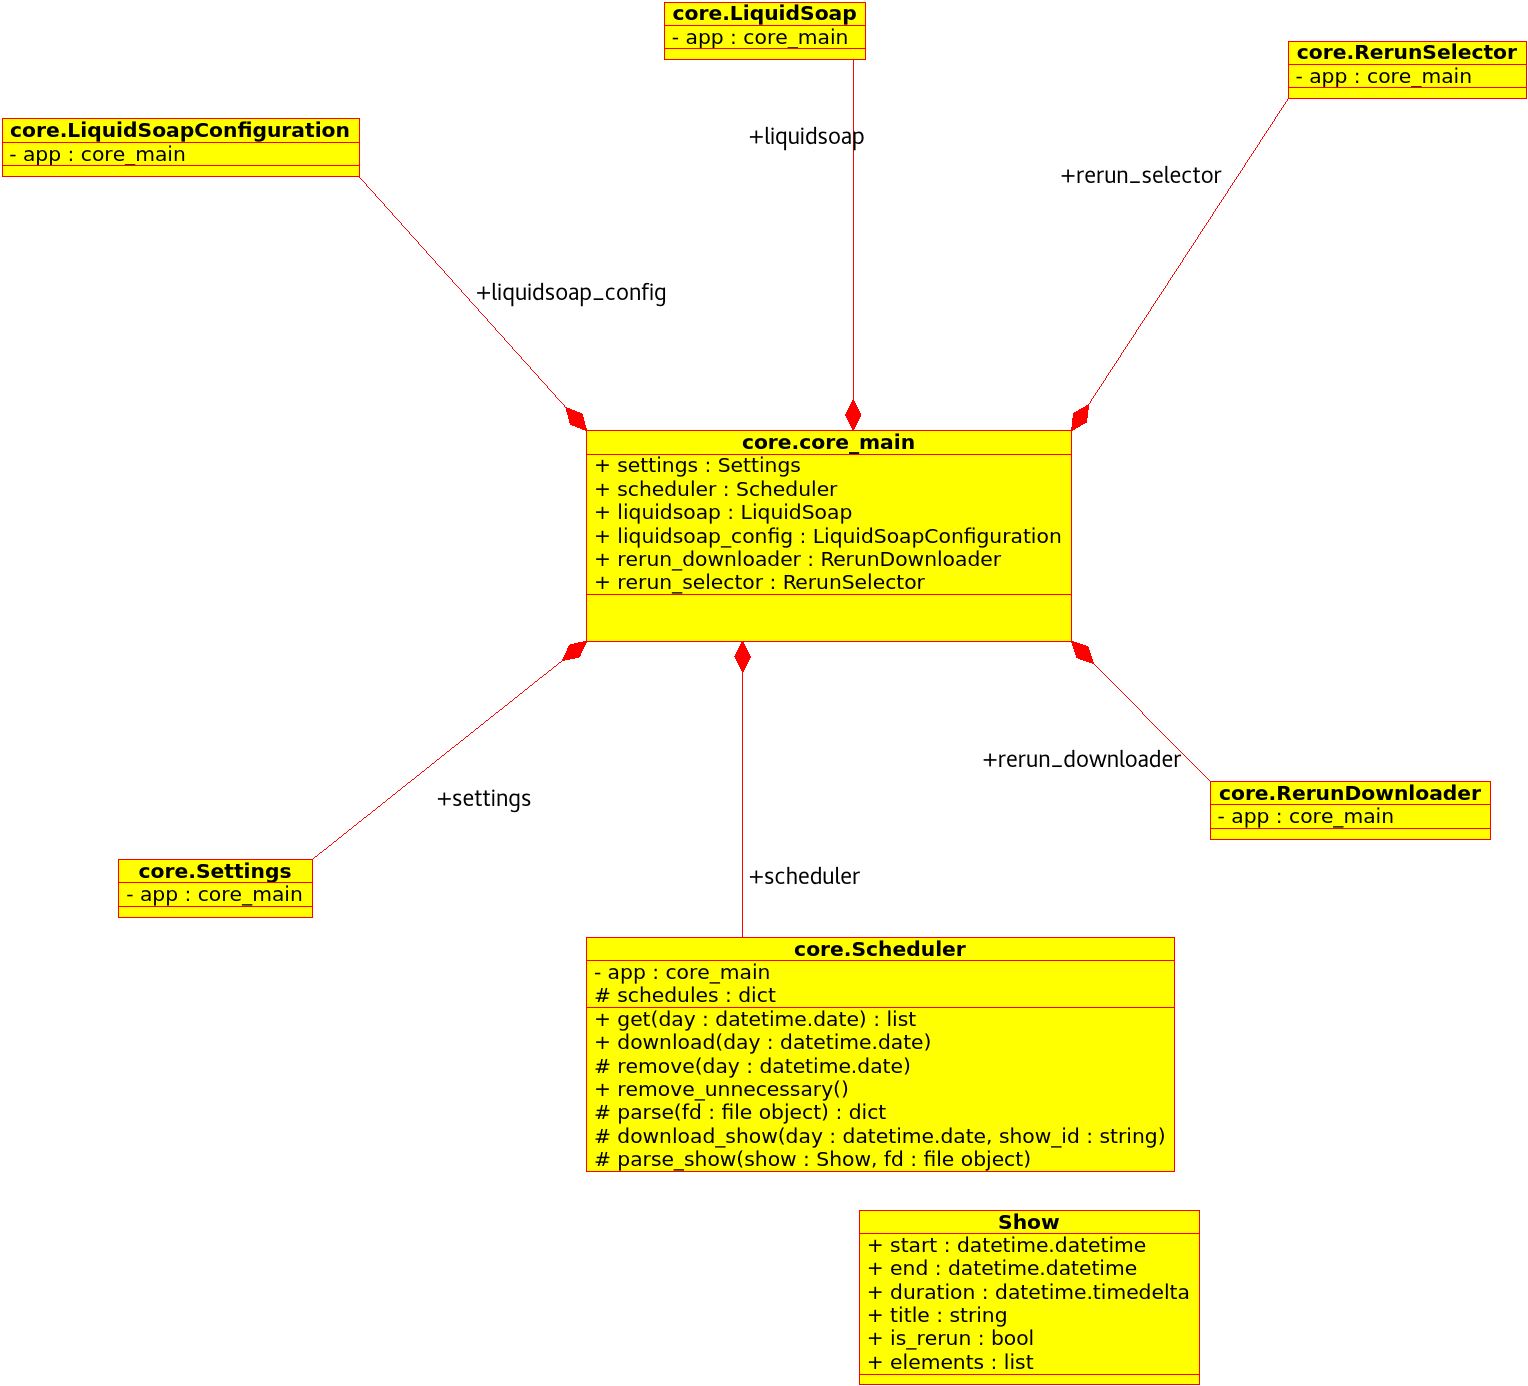 core.LiquidSoap
- app : core_main
core.RerunSelector
- app : core_main
core.LiquidSoapConfiguration
- app : core_main
+liquidsoap
+rerun_selector
+liquidsoap_config
core.core_main
+ settings : Settings
+ scheduler : Scheduler
+ liquidsoap : LiquidSoap
+ liquidsoap_config : LiquidSoapConfiguration
+ rerun_downloader : RerunDownloader
+ rerun_selector : RerunSelector
+rerun_downloader
+settings
core.RerunDownloader
- app : core_main
core.Settings
- app : core_main
+scheduler
core.Scheduler
- app : core_main
# schedules : dict
+ get(day : datetime.date) : list
+ download(day : datetime.date)
# remove(day : datetime.date)
+ remove_unnecessary()
# parse(fd : file object) : dict
# download_show(day : datetime.date, show_id : string)
# parse_show(show : Show, fd : file object)
Show
+ start : datetime.datetime
+ end : datetime.datetime
+ duration : datetime.timedelta
+ title : string
+ is_rerun : bool
+ elements : list